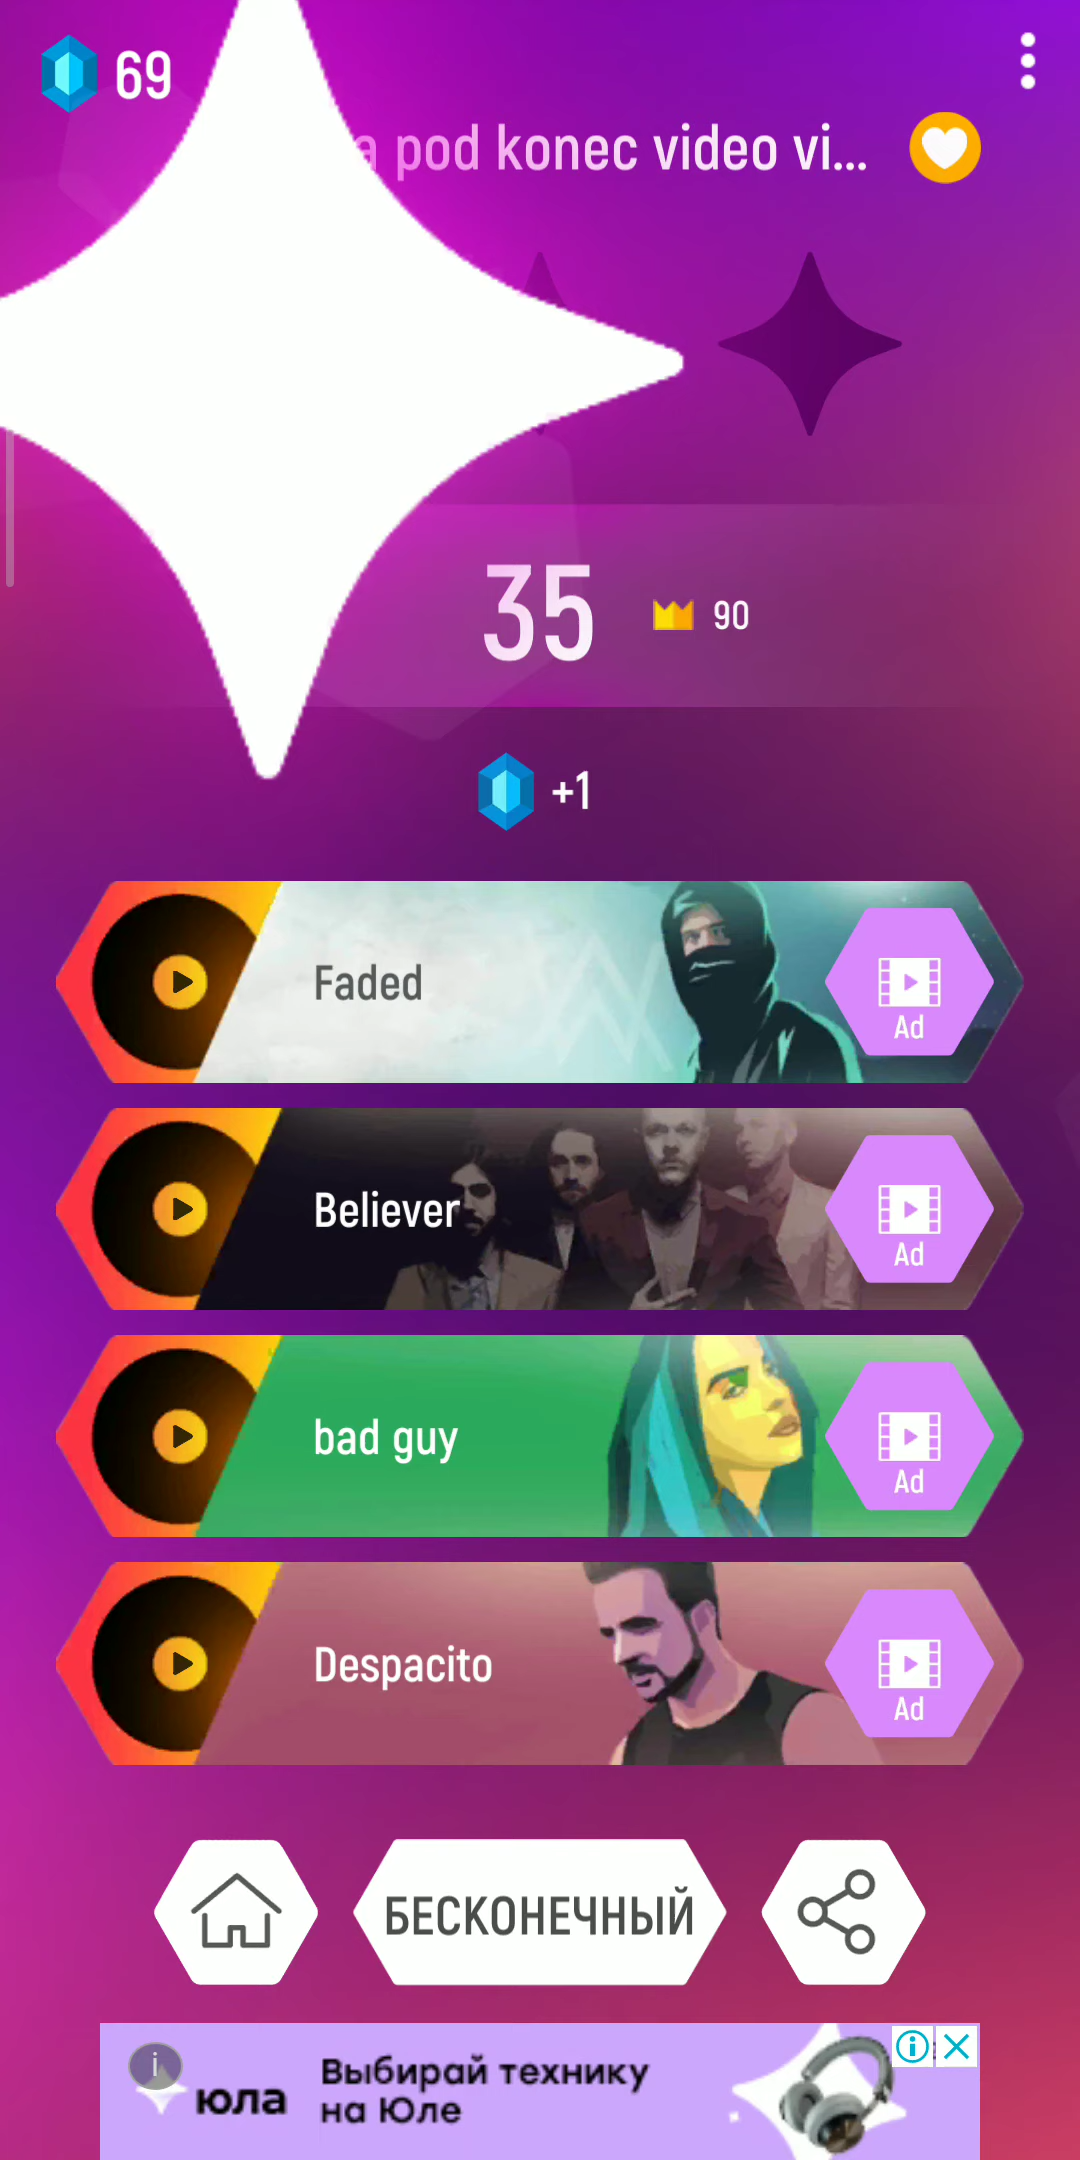 69
pod konec video vi...
35
90
+1
Faded
Ad
Believer
Ad
bad guy
Ad
Despacito
Ad
БЕСКОНЕЧНЫЙ
юла
Выбирай технику
на Юле